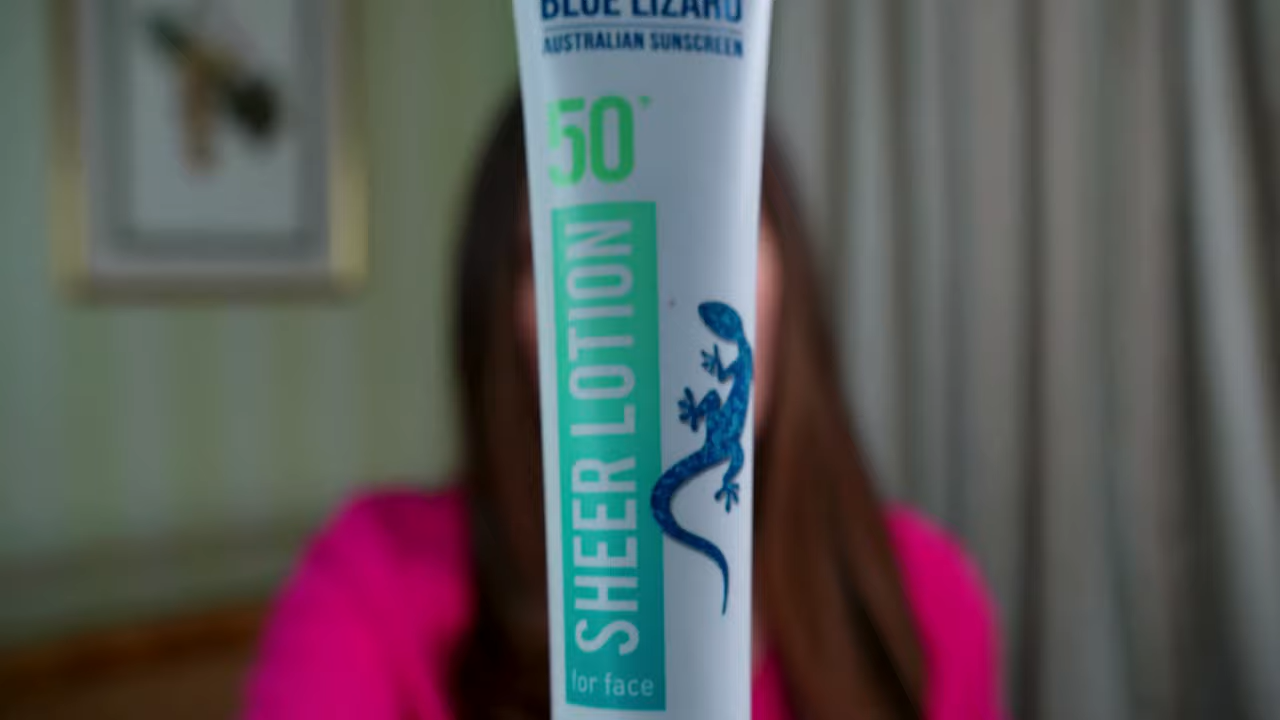 BLUE LIZARD
AUSTRALIAN SUNSCREEN
50+
SHEER LOTION
for face